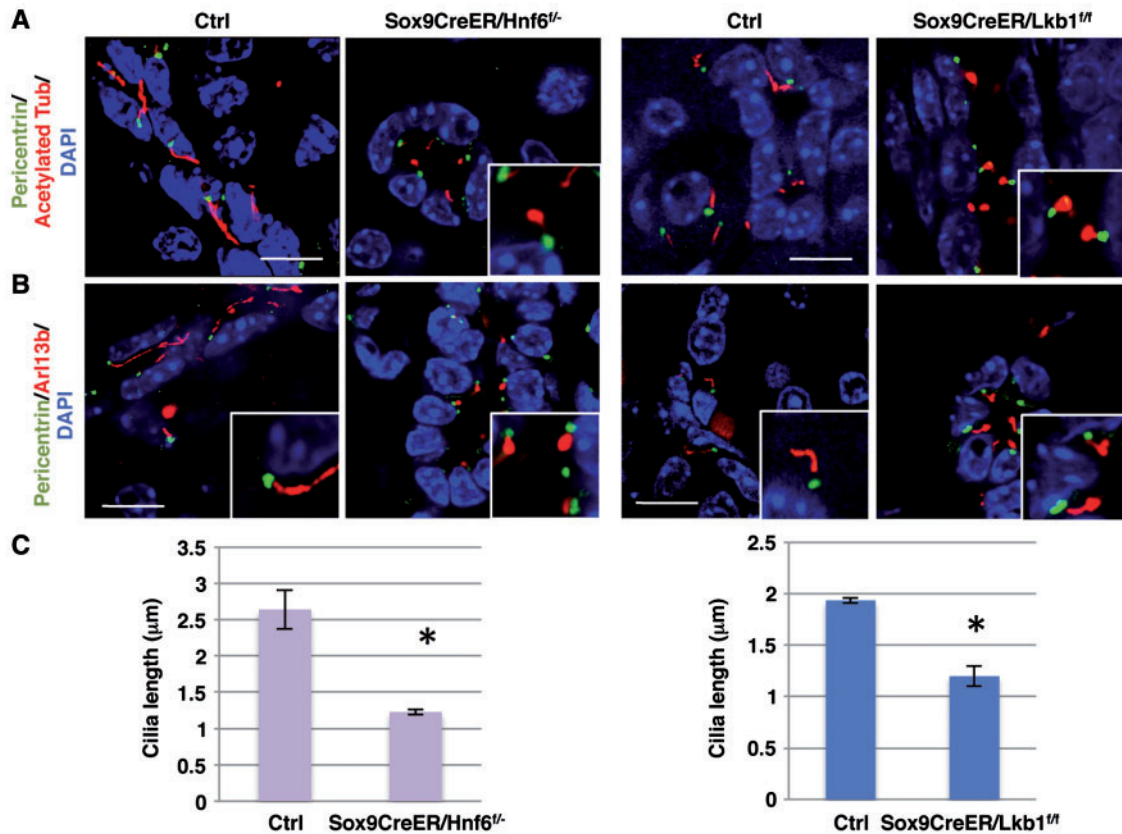 A
Ctrl
Sox9CreER/Hnf6f/-
Ctrl
Sox9CreER/Lkb1f/f
Pericentrin/
Acetylated Tub/
DAPI
B
Pericentrin/Arl13b/
DAPI
C
Cilia length (μm)
3.5
3
2.5
2
1.5
1
0.5
0
*
Ctrl
Sox9CreER/Hnf6f/-
Cilia length (μm)
2.5
2
1.5
1
0.5
0
*
Ctrl
Sox9CreER/Lkb1f/f